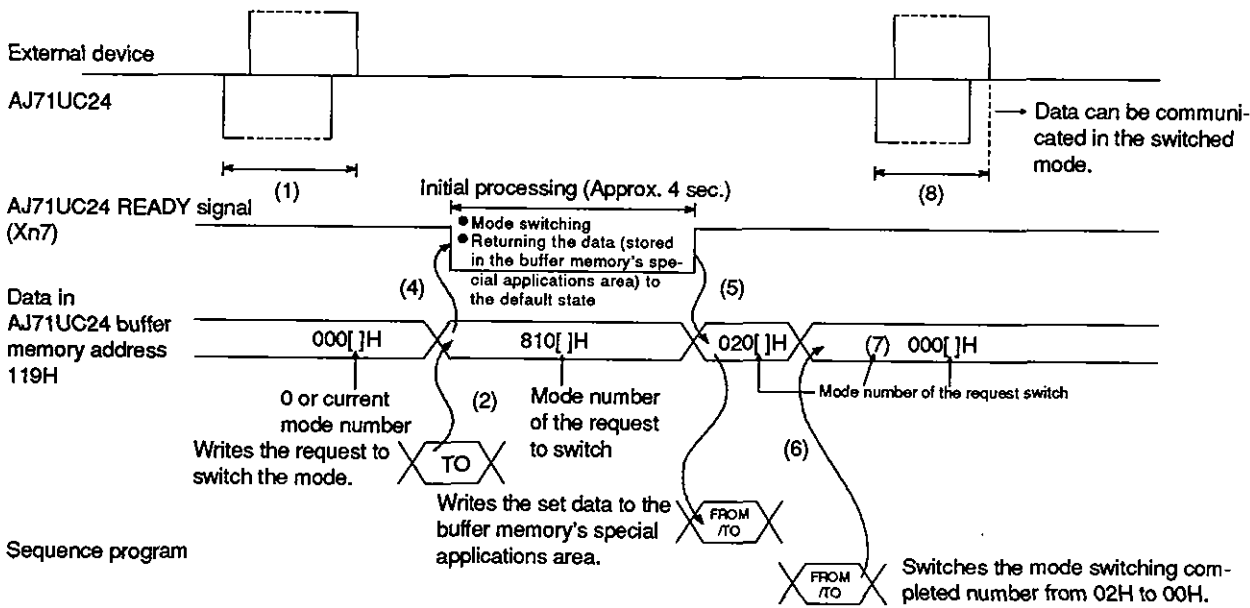 External device
AJ71UC24
Data can be communi-
cated in the switched
mode.
(1)
(8)
Initial processing (Approx. 4 sec.)
AJ71UC24 READY signal
(Xn7)
● Mode switching
● Returning the data (stored
in the buffer memory's spe-
cial applications area) to
the default state
(4)
(5)
Data in
AJ71UC24 buffer
memory address
119H
000[ ]H
810[ ]H
020[ ]H
(7) 000[ ]H
Mode number of the request switch
0 or current
mode number
(2)
Mode number
of the request
to switch
(6)
Writes the request to
switch the mode.
TO
Writes the set data to the
buffer memory's special
applications area.
FROM
/TO
Sequence program
FROM
/TO
Switches the mode switching com-
pleted number from 02H to 00H.